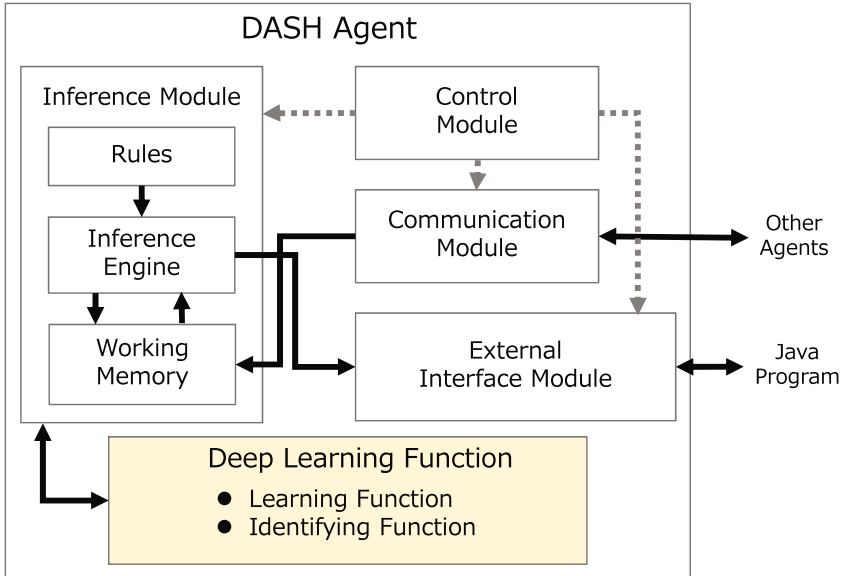 DASH Agent
Inference Module
Rules
Inference
Engine
Working
Memory
Control
Module
Communication
Module
External
Interface Module
Other
Agents
Java
Program
Deep Learning Function
● Learning Function
● Identifying Function